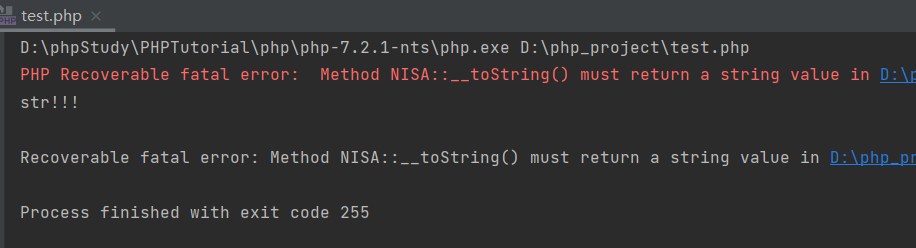 test.php
D:\phpStudy\PHPTutorial\php\php-7.2.1-nts\php.exe D:\php_project\test.php
PHP Recoverable fatal error:  Method NISA::__toString() must return a string value in D:\p
str!!!
Recoverable fatal error: Method NISA::__toString() must return a string value in D:\php_pr
Process finished with exit code 255